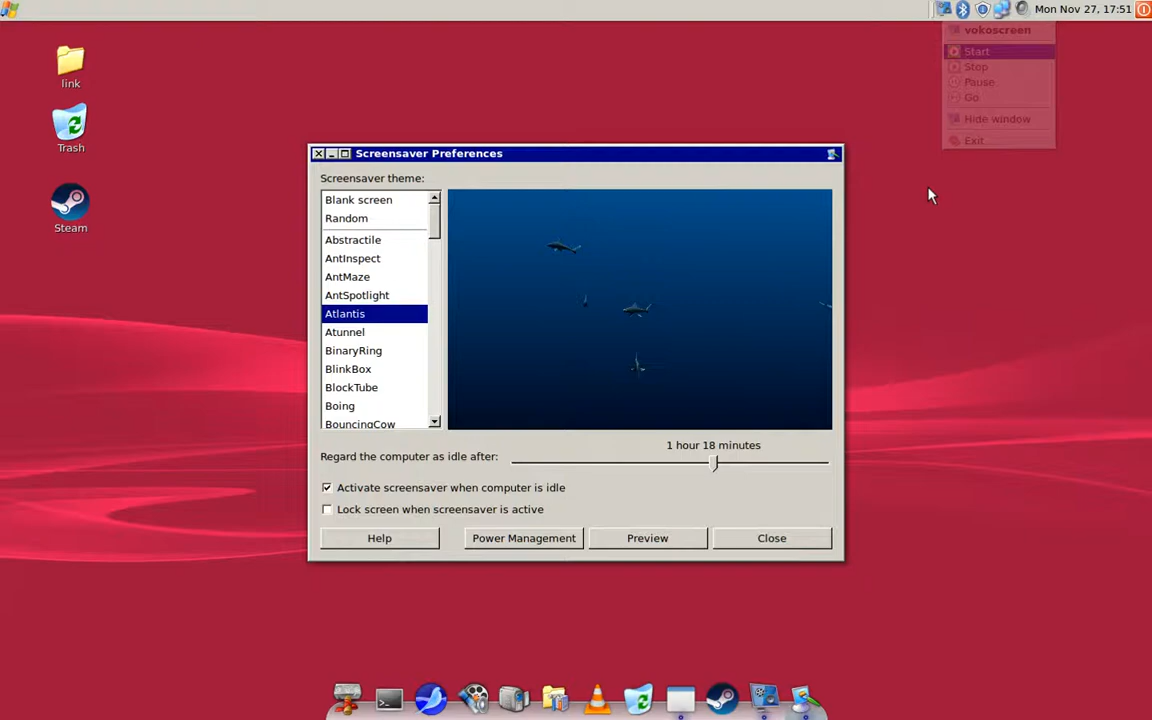 Mon Nov 27, 17:51
vokoscreen
Start
Stop
Pause
Go
Hide window
Exit
link
Trash
Steam
Screensaver Preferences
Screensaver theme:
Blank screen
Random
Abstractile
AntInspect
AntMaze
AntSpotlight
Atlantis
Atunnel
BinaryRing
BlinkBox
BlockTube
Boing
BouncingCow
1 hour 18 minutes
Regard the computer as idle after:
Activate screensaver when computer is idle
Lock screen when screensaver is active
Help
Power Management
Preview
Close